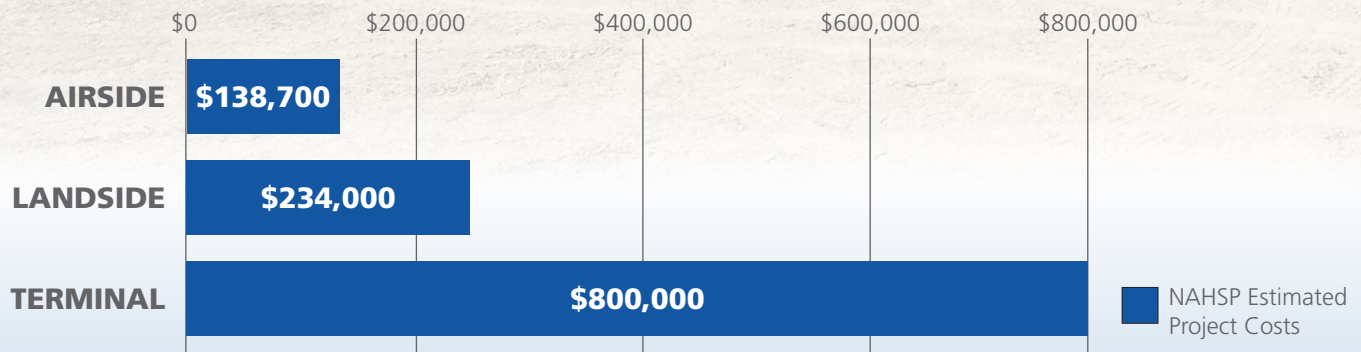 $0 $200,000 $400,000 $600,000 $800,000
AIRSIDE $138,700
LANDSIDE $234,000
TERMINAL $800,000
NAHSP Estimated
Project Costs